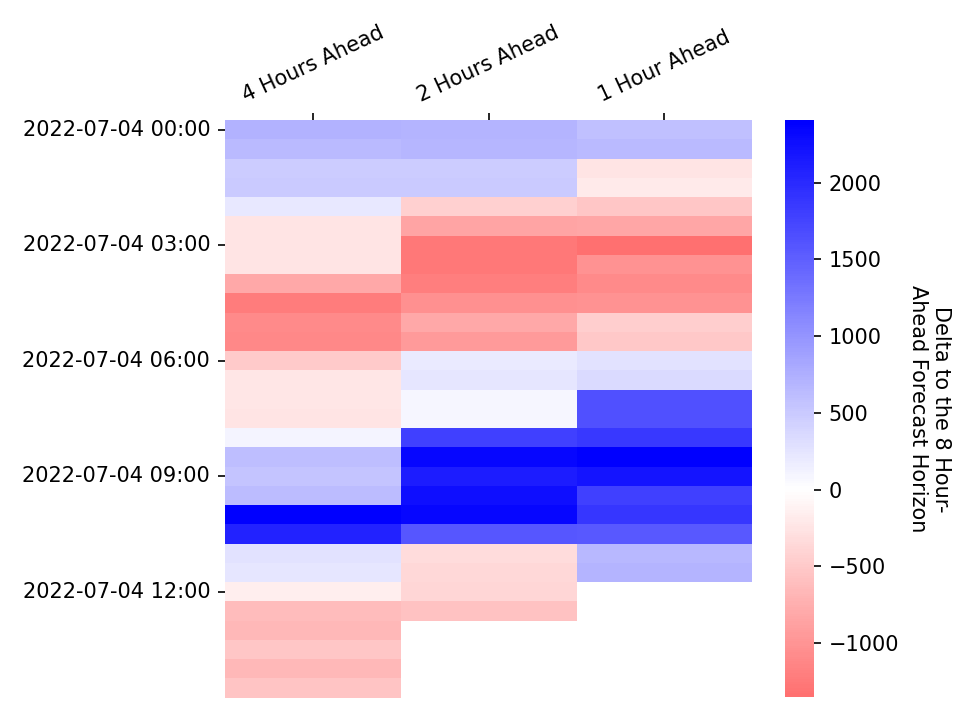 4 Hours Ahead
2 Hours Ahead
1 Hour Ahead
2022-07-04 00:00
2022-07-04 03:00
2022-07-04 06:00
2022-07-04 09:00
2022-07-04 12:00
2000
1500
1000
500
0
−500
−1000
Delta to the 8 Hour-
Ahead Forecast Horizon